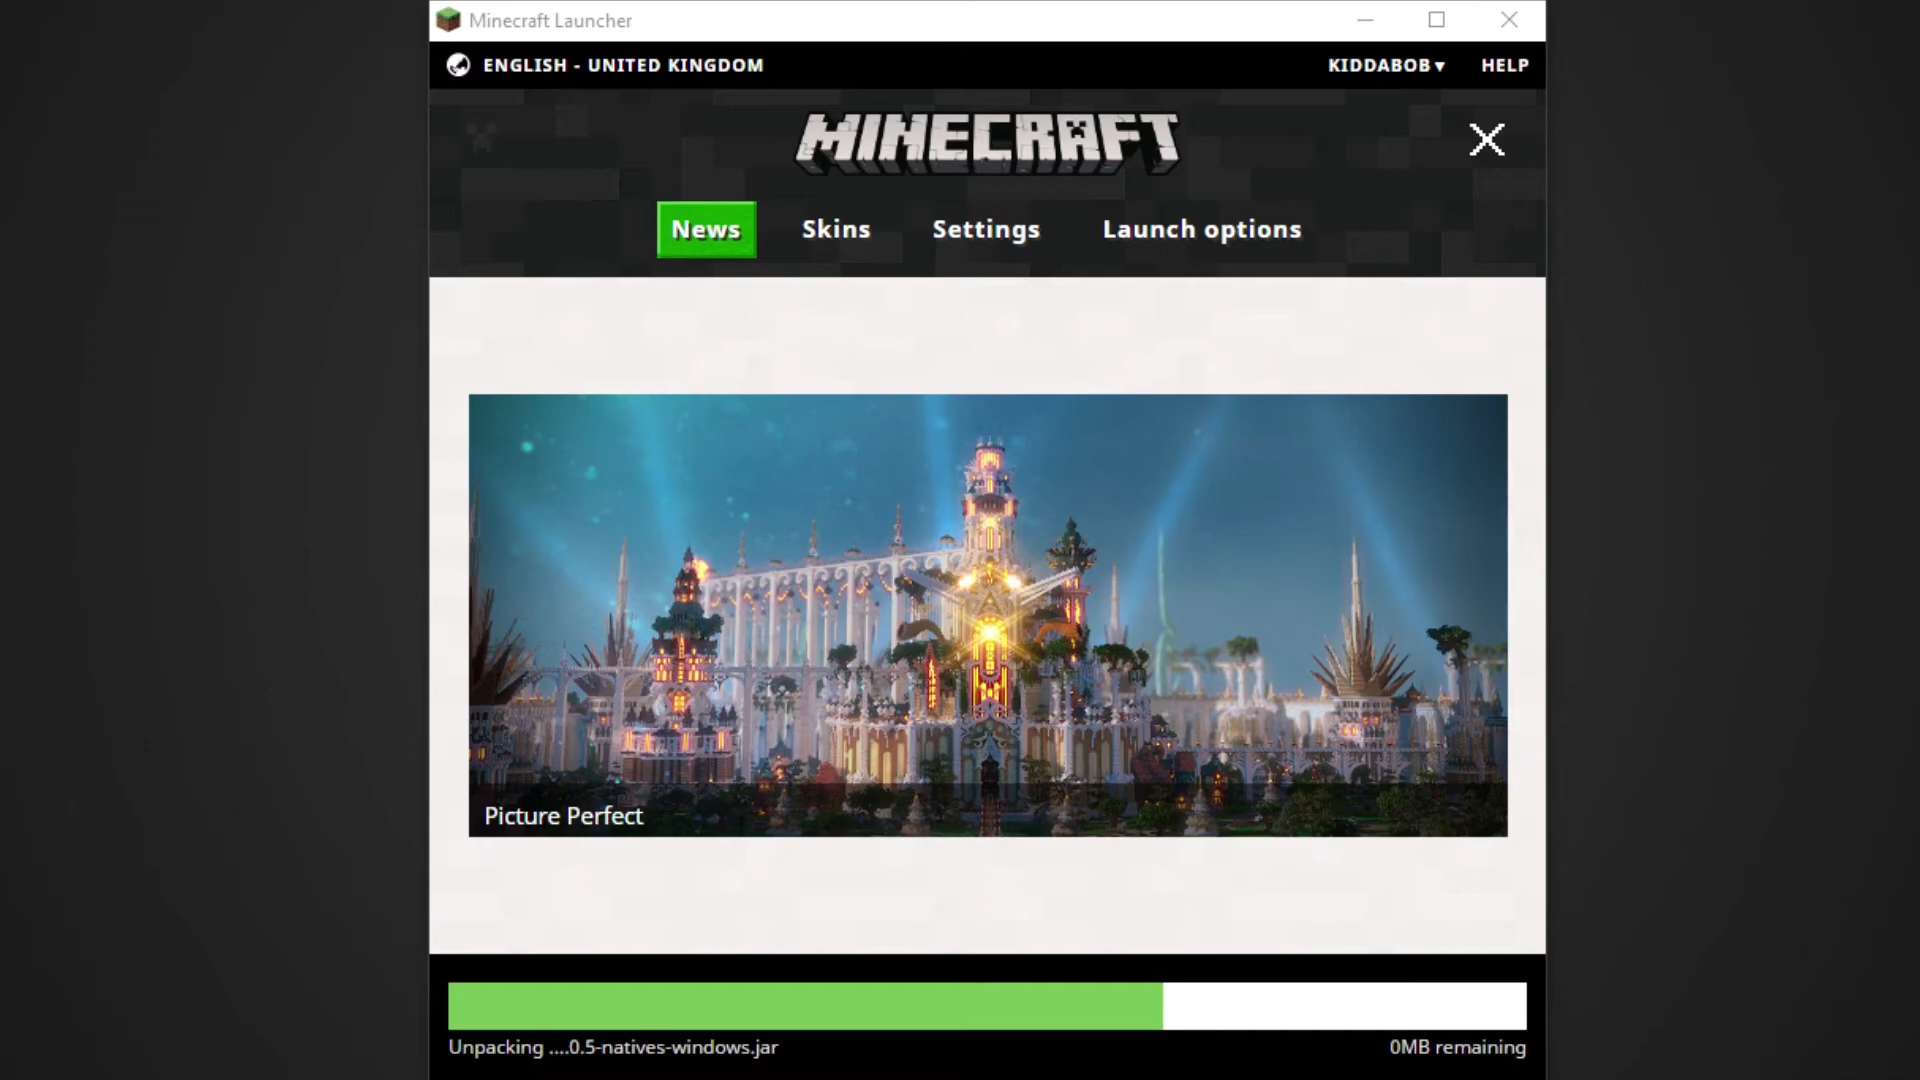 Minecraft Launcher
ENGLISH - UNITED KINGDOM
KIDDABOB▼
HELP
MINECRAFT
News
Skins
Settings
Launch options
Picture Perfect
Unpacking ....0.5-natives-windows.jar
0MB remaining